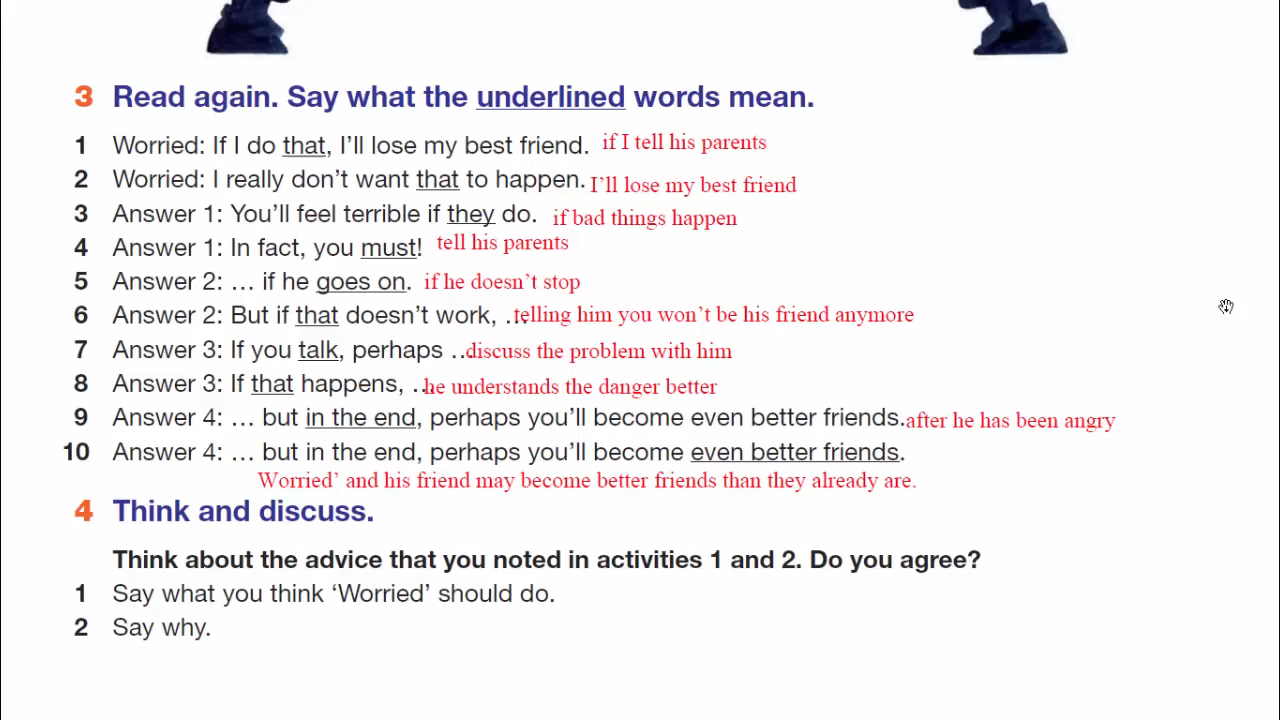 3 Read again. Say what the underlined words mean.
1 Worried: If I do that, I'll lose my best friend. if I tell his parents
2 Worried: I really don't want that to happen. I'll lose my best friend
3 Answer 1: You'll feel terrible if they do. if bad things happen
4 Answer 1: In fact, you must! tell his parents
5 Answer 2: … if he goes on. if he doesn't stop
6 Answer 2: But if that doesn't work, … telling him you won't be his friend anymore
7 Answer 3: If you talk, perhaps … discuss the problem with him
8 Answer 3: If that happens, … he understands the danger better
9 Answer 4: … but in the end, perhaps you'll become even better friends. after he has been angry
10 Answer 4: … but in the end, perhaps you'll become even better friends.
Worried' and his friend may become better friends than they already are.
4 Think and discuss.
Think about the advice that you noted in activities 1 and 2. Do you agree?
1 Say what you think ‘Worried’ should do.
2 Say why.